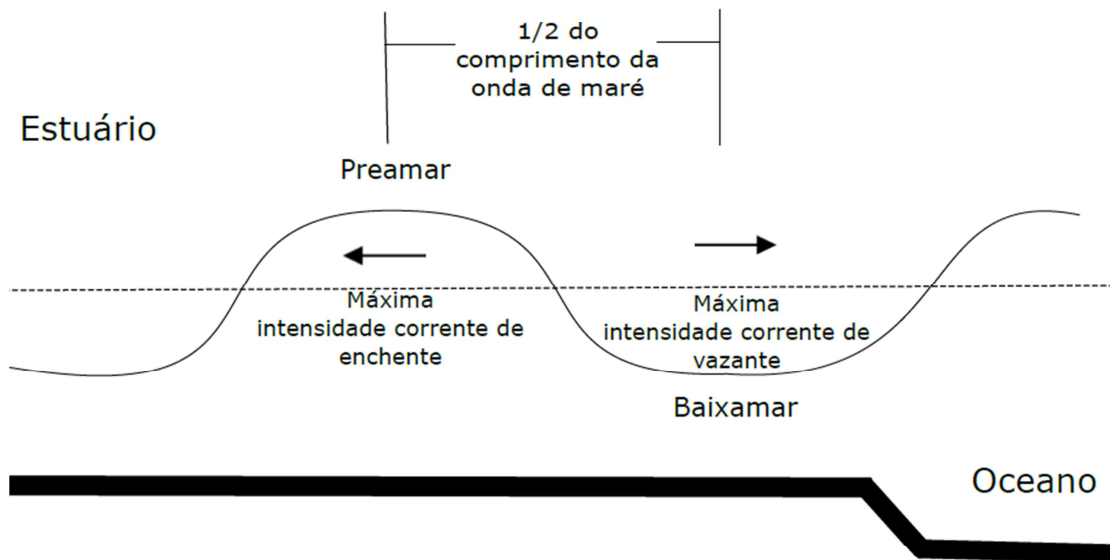 1/2 do
comprimento da
onda de maré
Estuário
Preamar
Máxima
intensidade corrente de
enchente
Máxima
intensidade corrente de
vazante
Baixamar
Oceano